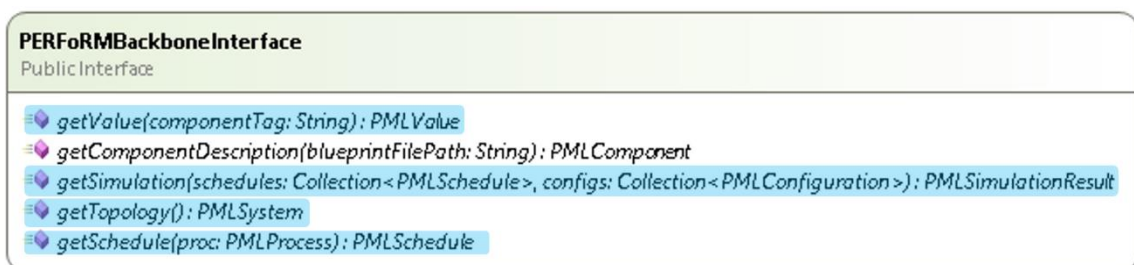 PERFoRMBackboneInterface
Public Interface
getValue(componentTag: String) : PMLValue
getComponentDescription(blueprintFilePath: String) : PMLComponent
getSimulation(schedules: Collection<PMLSchedule>, configs: Collection<PMLConfiguration>) : PMLSimulationResult
getTopology() : PMLSystem
getSchedule(proc: PMLProcess) : PMLSchedule